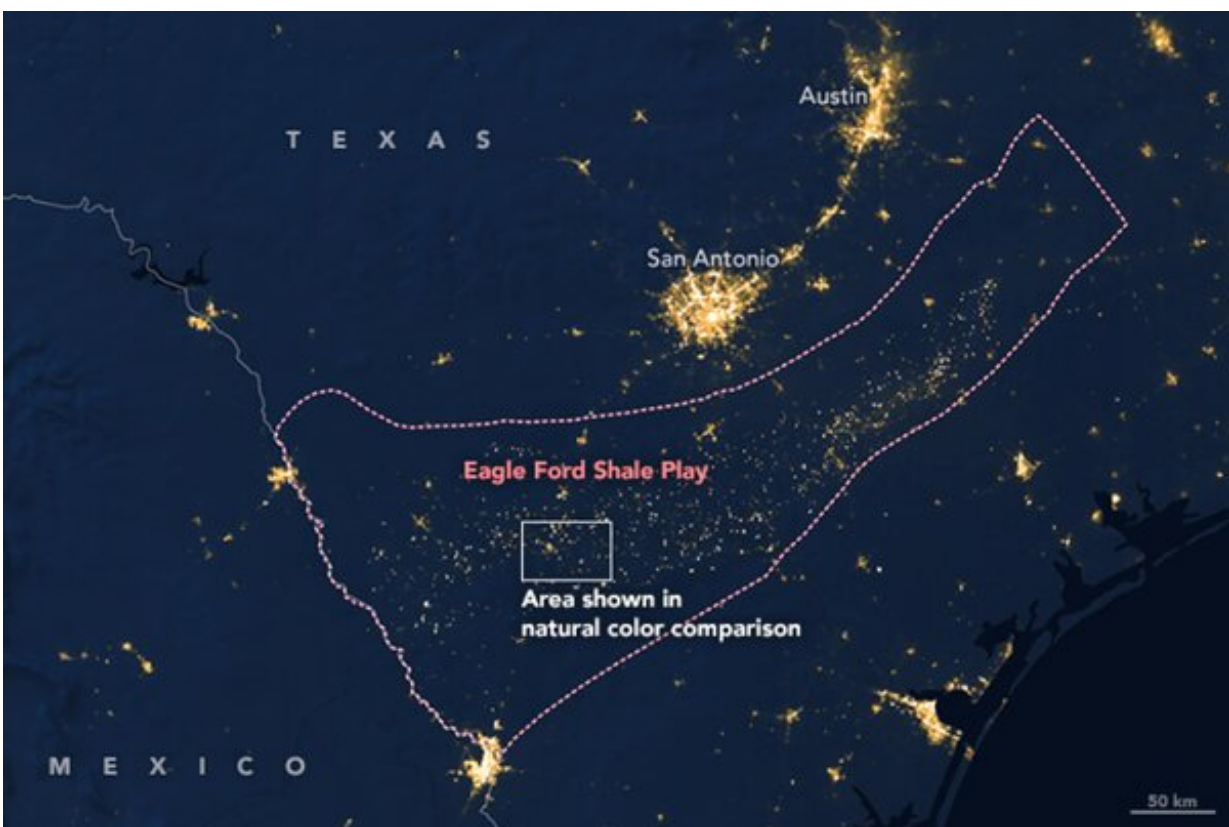 Austin
T E X A S
San Antonio
Eagle Ford Shale Play
Area shown in
natural color comparison
M E X I C O
50 km